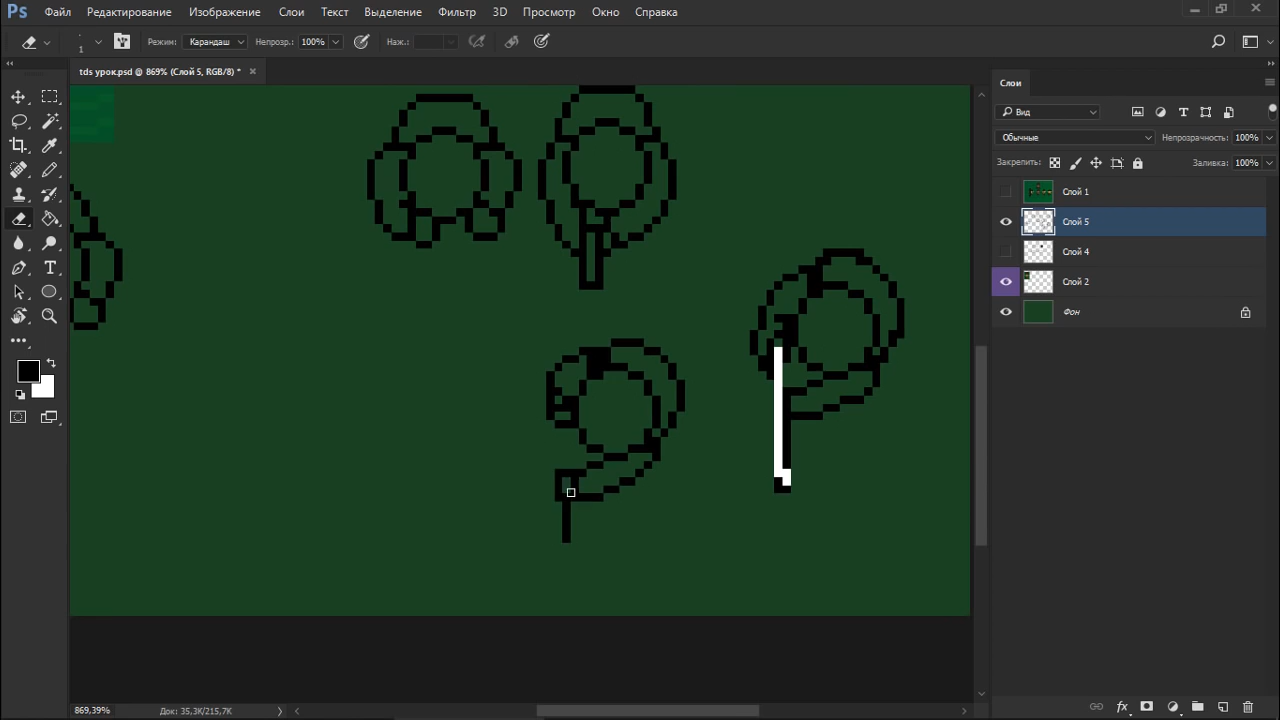 Ps Файл Редактирование Изображение Слои Текст Выделение Фильтр 3D Просмотр Окно Справка
1 Режим: Карандаш Непрозр.: 100% Наж.:
tds урок.psd @ 869% (Слой 5, RGB/8) *
Слои
Вид
Обычные Непрозрачность: 100%
Закрепить: Заливка: 100%
Слой 1
Слой 5
Слой 4
Слой 2
Фон
869,39% Док: 35,3K/215,7K